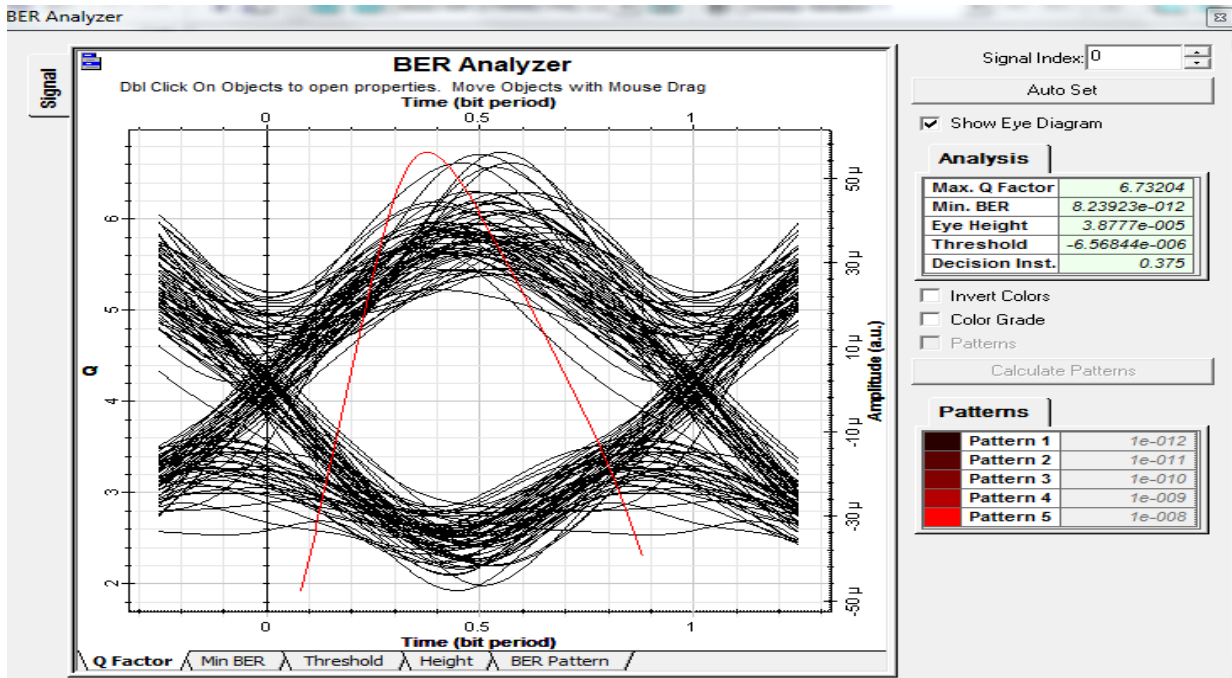 BER Analyzer
Signal
BER Analyzer
Dbl Click On Objects to open properties. Move Objects with Mouse Drag
Time (bit period)
0 0.5 1
Q
6
5
4
3
2
50 µ
30 µ
10 µ
-10 µ
-30 µ
-50 µ
Amplitude (a.u.)
0 0.5 1
Time (bit period)
Q Factor Min BER Threshold Height BER Pattern
Signal Index: 0
Auto Set
Show Eye Diagram
Analysis
Max. Q Factor 6.73204
Min. BER 8.23923e-012
Eye Height 3.8777e-005
Threshold -6.56844e-006
Decision Inst. 0.375
Invert Colors
Color Grade
Patterns
Calculate Patterns
Patterns
Pattern 1 1e-012
Pattern 2 1e-011
Pattern 3 1e-010
Pattern 4 1e-009
Pattern 5 1e-008